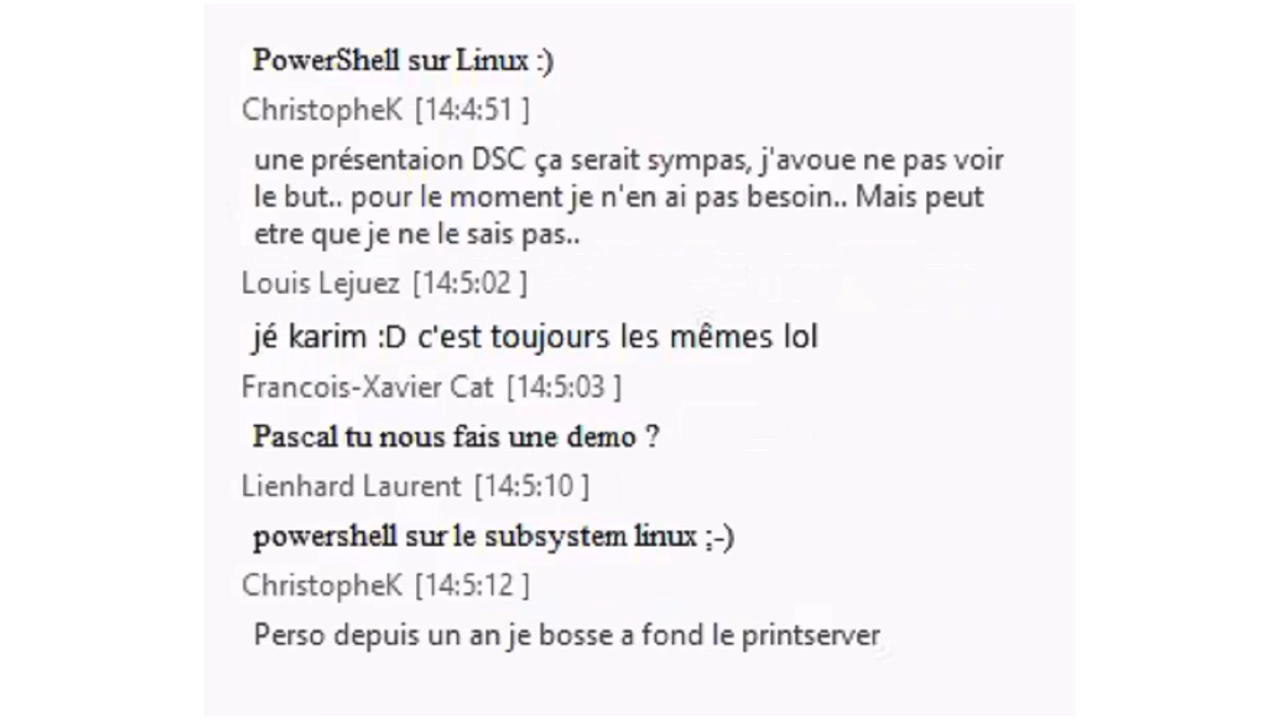 PowerShell sur Linux :)
ChristopheK [14:4:51 ]
une présentaion DSC ça serait sympas, j'avoue ne pas voir
le but.. pour le moment je n'en ai pas besoin.. Mais peut
etre que je ne le sais pas..
Louis Lejuez [14:5:02 ]
jé karim :D c'est toujours les mêmes lol
Francois-Xavier Cat [14:5:03 ]
Pascal tu nous fais une demo ?
Lienhard Laurent [14:5:10 ]
powershell sur le subsystem linux ;-)
ChristopheK [14:5:12 ]
Perso depuis un an je bosse a fond le printserver